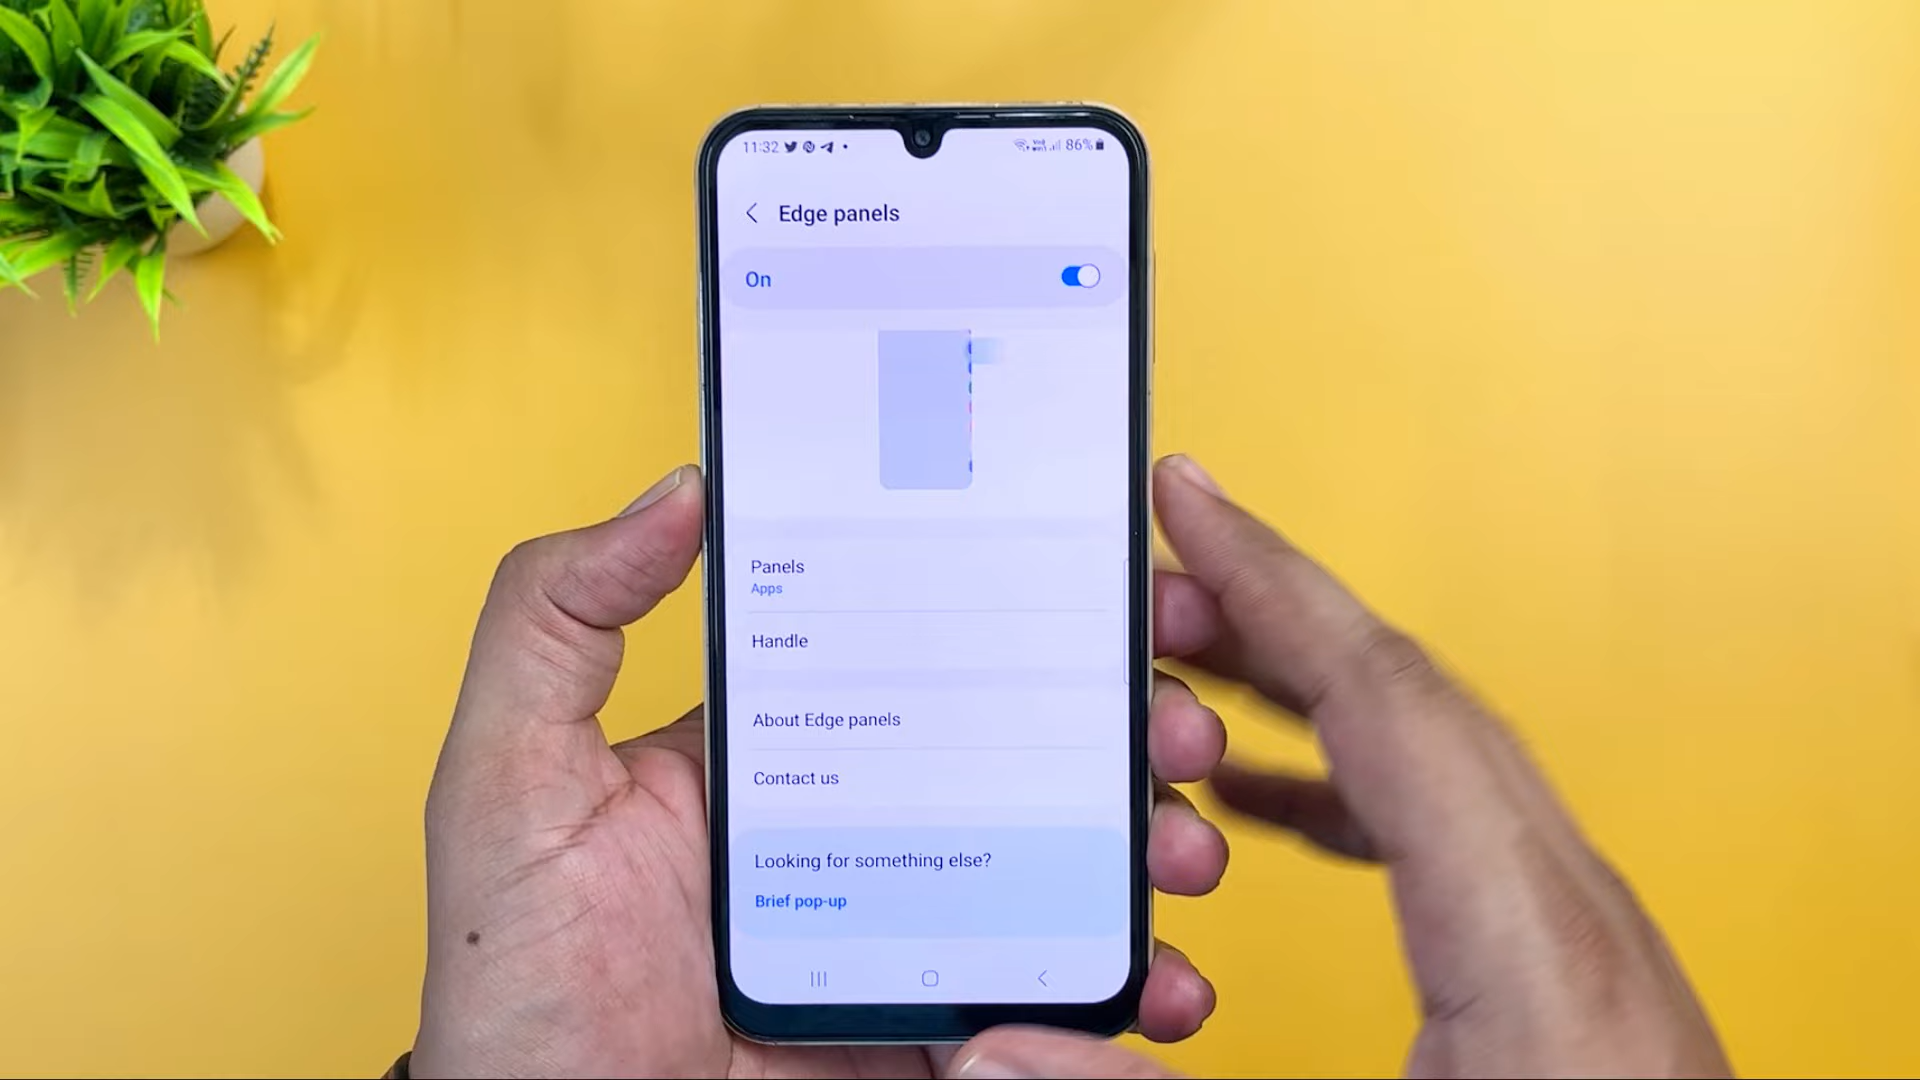 11:32 86%
Edge panels
On
Panels
Apps
Handle
About Edge panels
Contact us
Looking for something else?
Brief pop-up